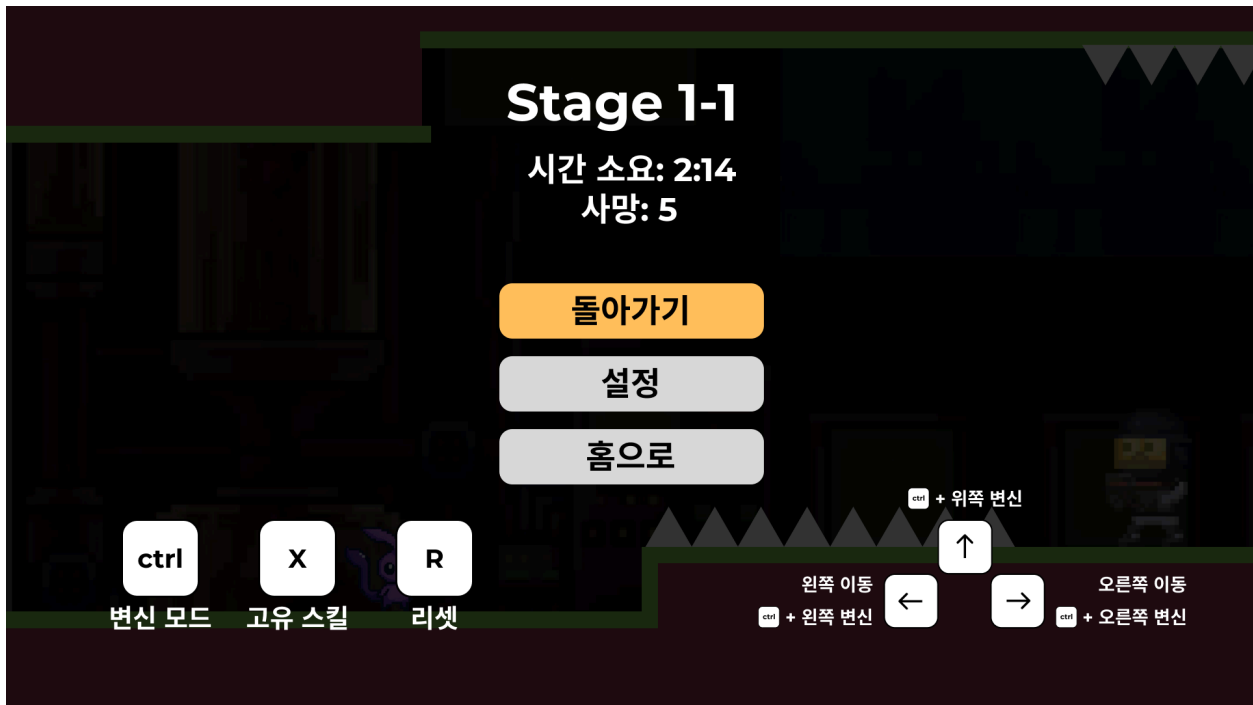 Stage 1-1
시간 소요: 2:14
사망: 5
돌아가기
설정
홈으로
ctrl
변신 모드
X
고유 스킬
R
리셋
ctrl + 위쪽 변신
↑
왼쪽 이동
ctrl + 왼쪽 변신
←
→
오른쪽 이동
ctrl + 오른쪽 변신